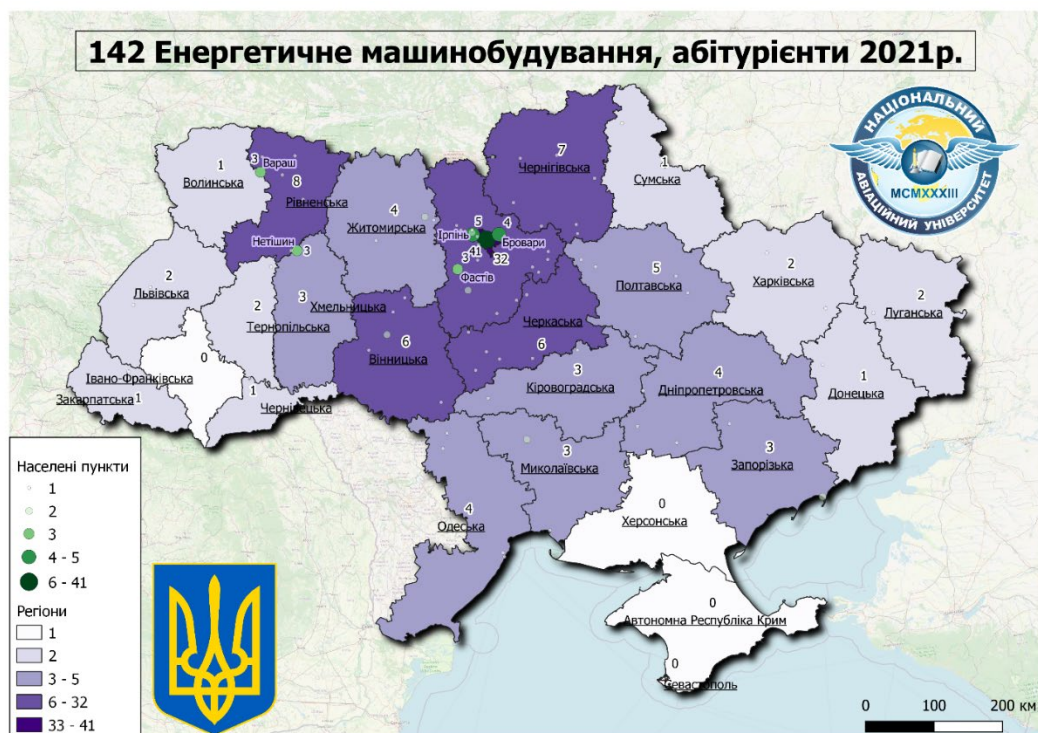 142 Енергетичне машинобудування, абітурієнти 2021р.
НАЦІОНАЛЬНИЙ
АВІАЦІЙНИЙ УНІВЕРСИТЕТ
MCMXXXIII
1
Волинська
3
Вараш
8
Рівненська
Нетішин
3
4
Житомирська
7
Чернігівська
1
Сумська
5
4
Ірпінь
Бровари
41
32
3
Фастів
2
Львівська
2
Тернопільська
3
Хмельницька
6
Вінницька
Черкаська
6
5
Полтавська
2
Харківська
2
Луганська
0
Івано-Франківська
Закарпатська
1
1
Чернівецька
3
Кіровоградська
4
Дніпропетровська
1
Донецька
3
Миколаївська
3
Запорізька
4
Одеська
0
Херсонська
0
Автономна Республіка Крим
0
Севастополь
Населені пункти
1
2
3
4 - 5
6 - 41
Регіони
1
2
3 - 5
6 - 32
33 - 41
0 100 200 км